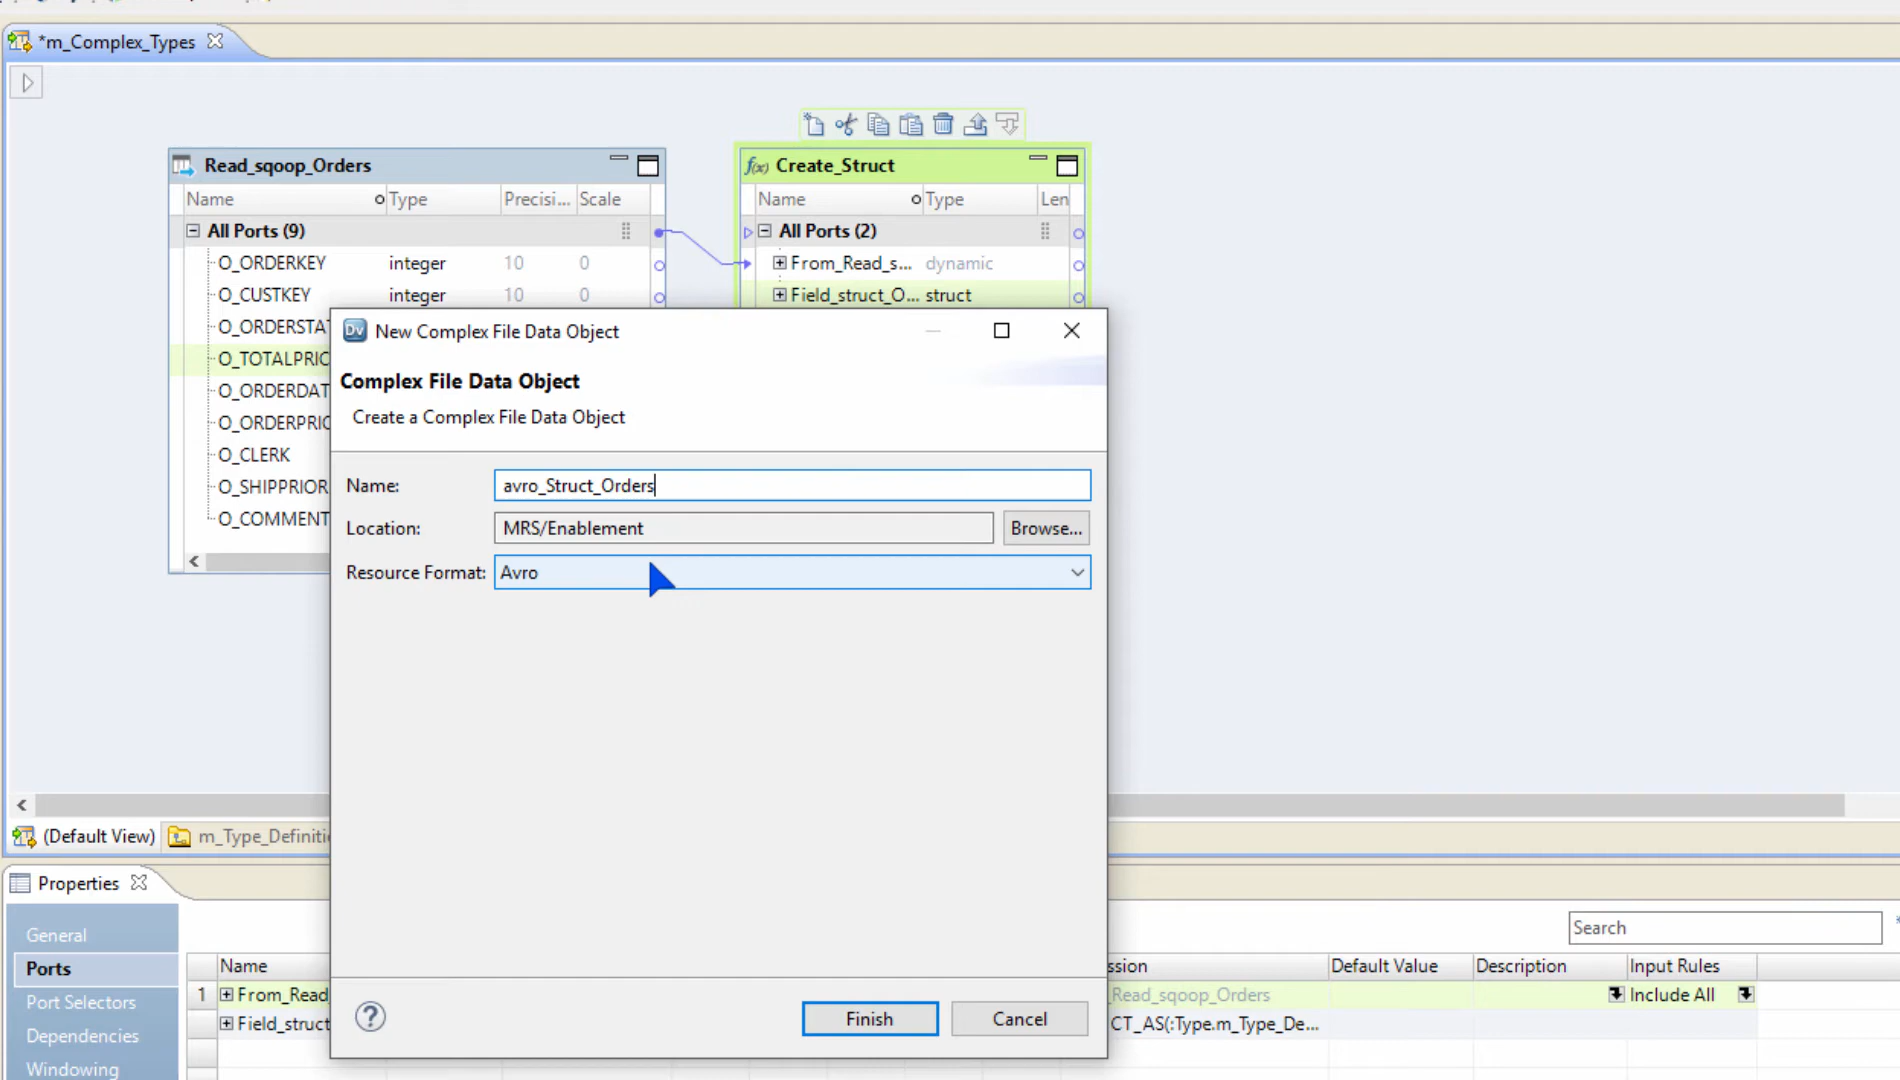 *m_Complex_Types
Read_sqoop_Orders
Name Type Precisi... Scale
All Ports (9)
O_ORDERKEY integer 10 0
O_CUSTKEY integer 10 0
O_ORDERSTA
O_TOTALPRIC
O_ORDERDAT
O_ORDERPRIO
O_CLERK
O_SHIPPRIOR
O_COMMENT
f(x) Create_Struct
Name Type Len
All Ports (2)
From_Read_s... dynamic
Field_struct_O... struct
Dv New Complex File Data Object
Complex File Data Object
Create a Complex File Data Object
Name: avro_Struct_Orders
Location: MRS/Enablement Browse...
Resource Format: Avro
Finish Cancel
(Default View) m_Type_Definiti
Properties
General
Ports
Port Selectors
Dependencies
Windowing
Search
Name ssion Default Value Description Input Rules
1 From_Read_ _Read_sqoop_Orders Include All
Field_struct CT_AS(:Type.m_Type_De...